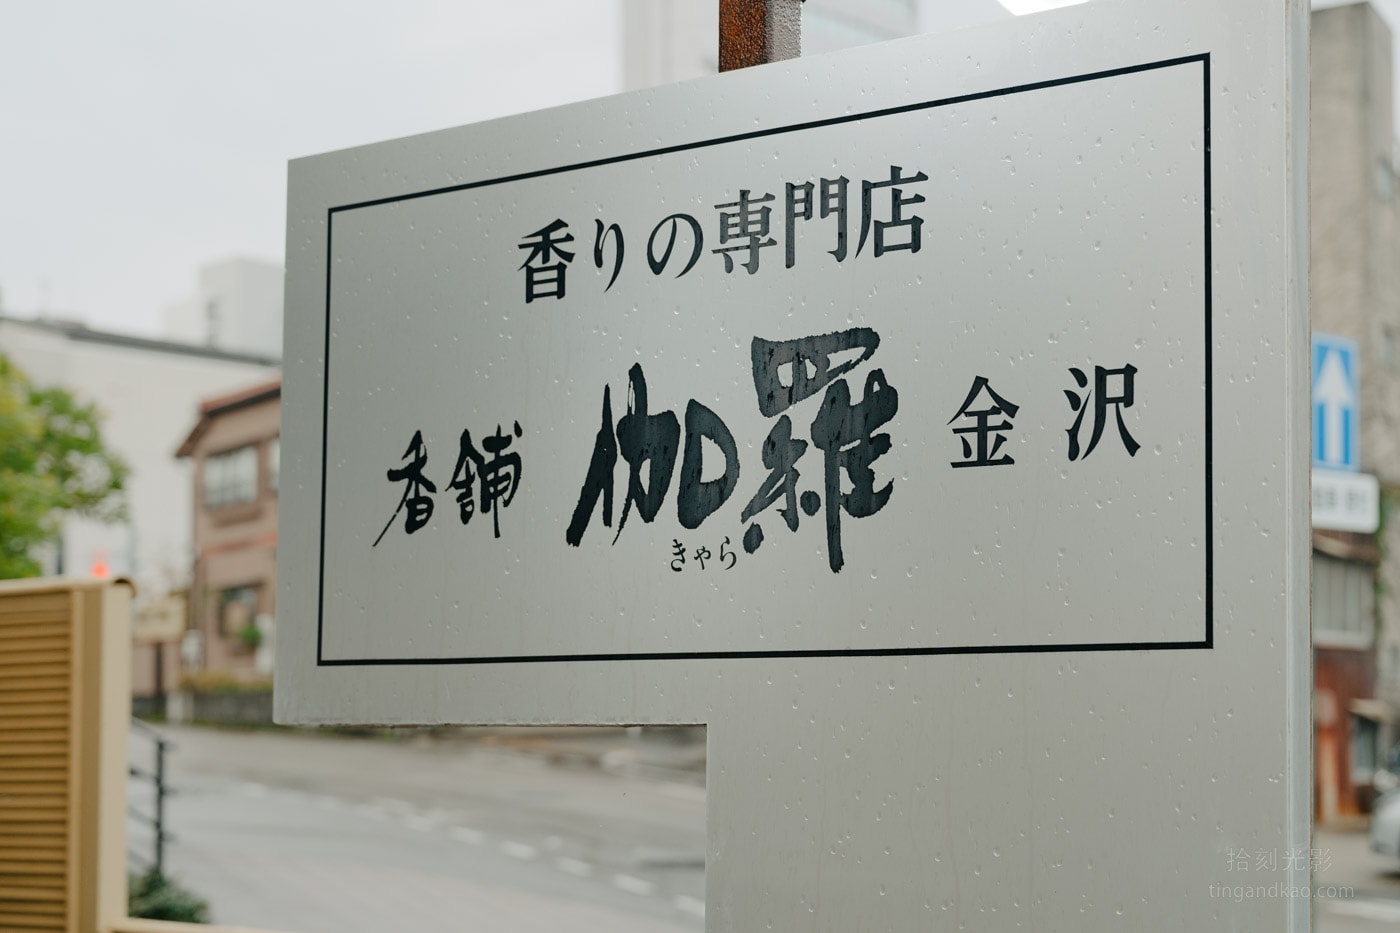 香りの専門店
香舗 伽羅 金沢
きゃら
拾刻光影
tingandkao.com